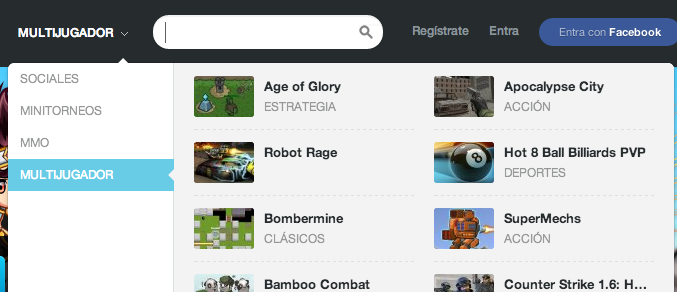 MULTIJUGADOR
Regístrate
Entra
Entra con Facebook
SOCIALES
MINITORNEOS
MMO
MULTIJUGADOR
Age of Glory
ESTRATEGIA
Apocalypse City
ACCIÓN
Robot Rage
Hot 8 Ball Billiards PVP
DEPORTES
8
Bombermine
CLÁSICOS
SuperMechs
ACCIÓN
Bamboo Combat
Counter Strike 1.6: H...